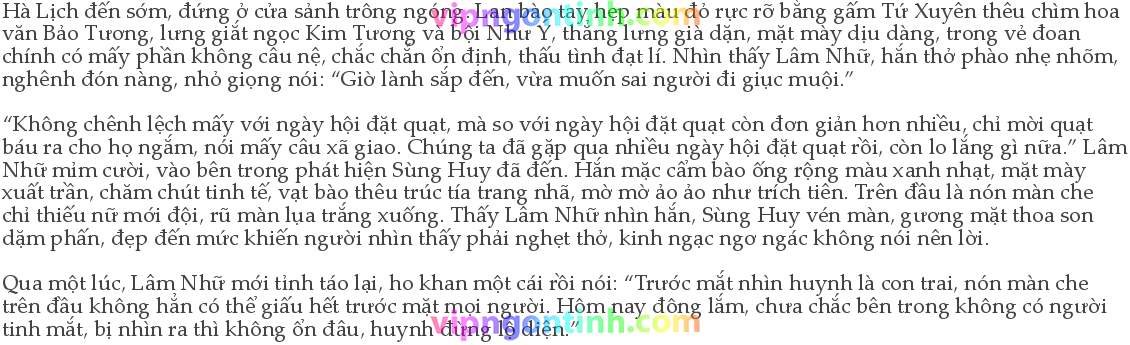 Hà Lịch đến sớm, đứng ở cửa sảnh trông ngóng. Lan bào tay hẹp màu đỏ rực rỡ bằng gấm Tứ Xuyên thêu chìm hoa
văn Bảo Tương, lưng giắt ngọc Kim Tương và bội Như Ý, thắng lưng già dặn, mặt mày dịu dàng, trong vẻ đoan
chính có mấy phần không câu nệ, chắc chắn ổn định, thấu tình đạt lí. Nhìn thấy Lâm Nhữ, hắn thở phào nhẹ nhõm,
nghênh đón nàng, nhỏ giọng nói: “Giờ lành sắp đến, vừa muốn sai người đi giục muội.”
“Không chênh lệch mấy với ngày hội đặt quạt, mà so với ngày hội đặt quạt còn đơn giản hơn nhiều, chỉ mời quạt
báu ra cho họ ngắm, nói mấy câu xã giao. Chúng ta đã gặp qua nhiều ngày hội đặt quạt rồi, còn lo lắng gì nữa.” Lâm
Nhữ mỉm cười, vào bên trong phát hiện Sùng Huy đã đến. Hắn mặc cẩm bào ống rộng màu xanh nhạt, mặt mày
xuất trần, chăm chút tinh tế, vạt bào thêu trúc tía trang nhã, mờ mờ ảo ảo như trích tiên. Trên đầu là nón màn che
chỉ thiếu nữ mới đội, rũ màn lụa trắng xuống. Thấy Lâm Nhữ nhìn hắn, Sùng Huy vén màn, gương mặt thoa son
dặm phấn, đẹp đến mức khiến người nhìn thấy phải nghẹt thở, kinh ngạc ngơ ngác không nói nên lời.
Qua một lúc, Lâm Nhữ mới tỉnh táo lại, ho khan một cái rồi nói: “Trước mắt nhìn huynh là con trai, nón màn che
trên đầu không hẳn có thể giấu hết trước mặt mọi người. Hôm nay đông lắm, chưa chắc bên trong không có người
tinh mắt, bị nhìn ra thì không ổn đâu, huynh đừng lộ diện.”
vipngontinh.com
vipngontinh.com